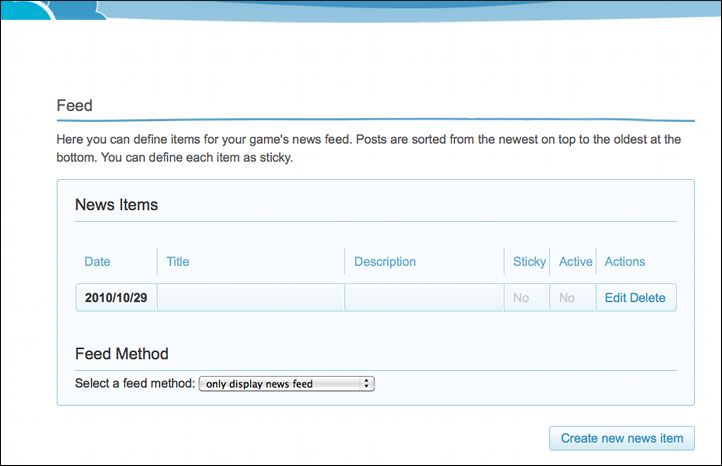 Feed
Here you can define items for your game's news feed. Posts are sorted from the newest on top to the oldest at the
bottom. You can define each item as sticky.
News Items
Date Title Description Sticky Active Actions
2010/10/29 No No Edit Delete
Feed Method
Select a feed method: only display news feed
Create new news item